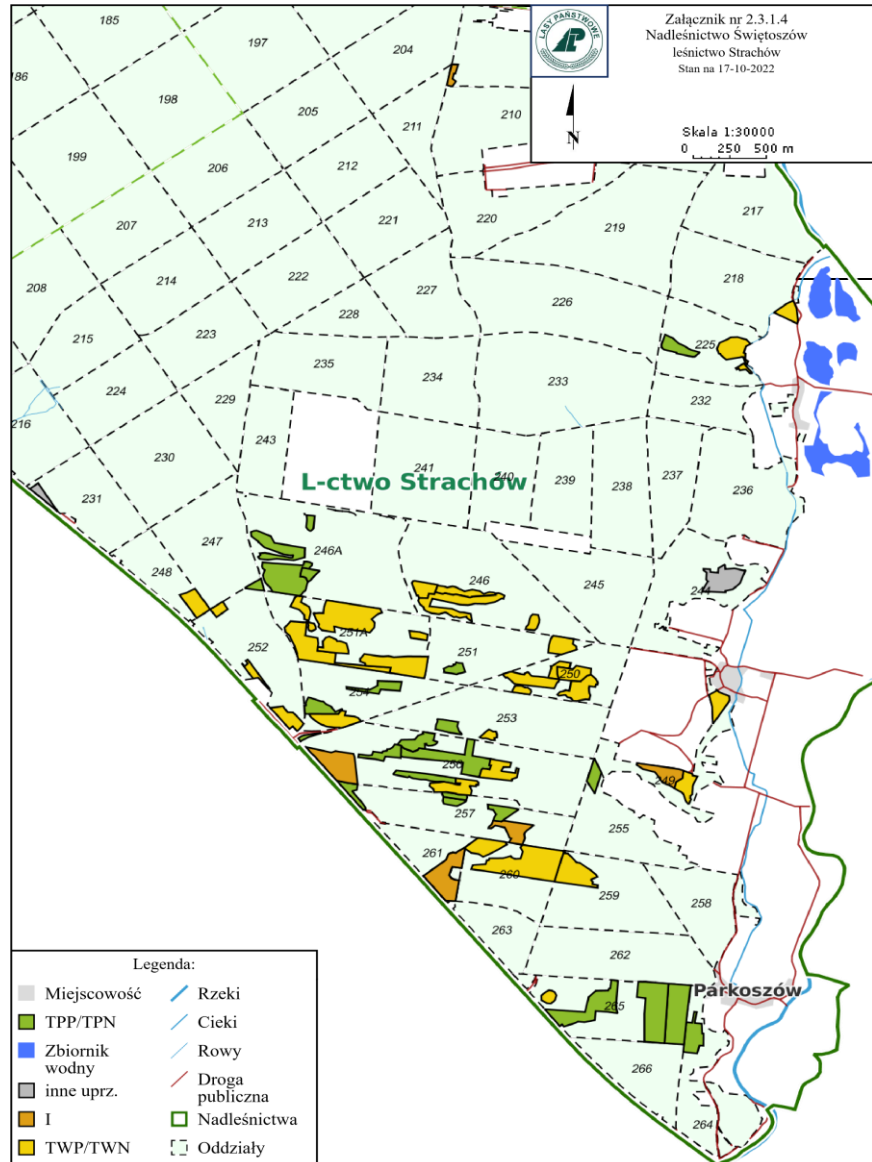 Załącznik nr 2.3.1.4
Nadleśnictwo Świętoszów
leśnictwo Strachów
Stan na 17-10-2022
LASY PAŃSTWOWE
N
Skala 1:30000
0 250 500 m
185
197
204
186
198
205
210
211
199
206
212
207
213
221
220
219
217
208
214
222
227
218
226
228
215
223
225
235
234
233
224
229
232
216
243
241
240
239
238
237
236
230
L-ctwo Strachów
231
247
246A
248
246
245
244
251A
252
251
250
254
253
256
249
257
255
261
260
259
258
263
262
265
Parkoszów
266
264
Legenda:
Miejscowość
TPP/TPN
Zbiornik
wodny
inne uprz.
I
TWP/TWN
Rzeki
Cieki
Rowy
Droga
publiczna
Nadleśnictwa
Oddziały